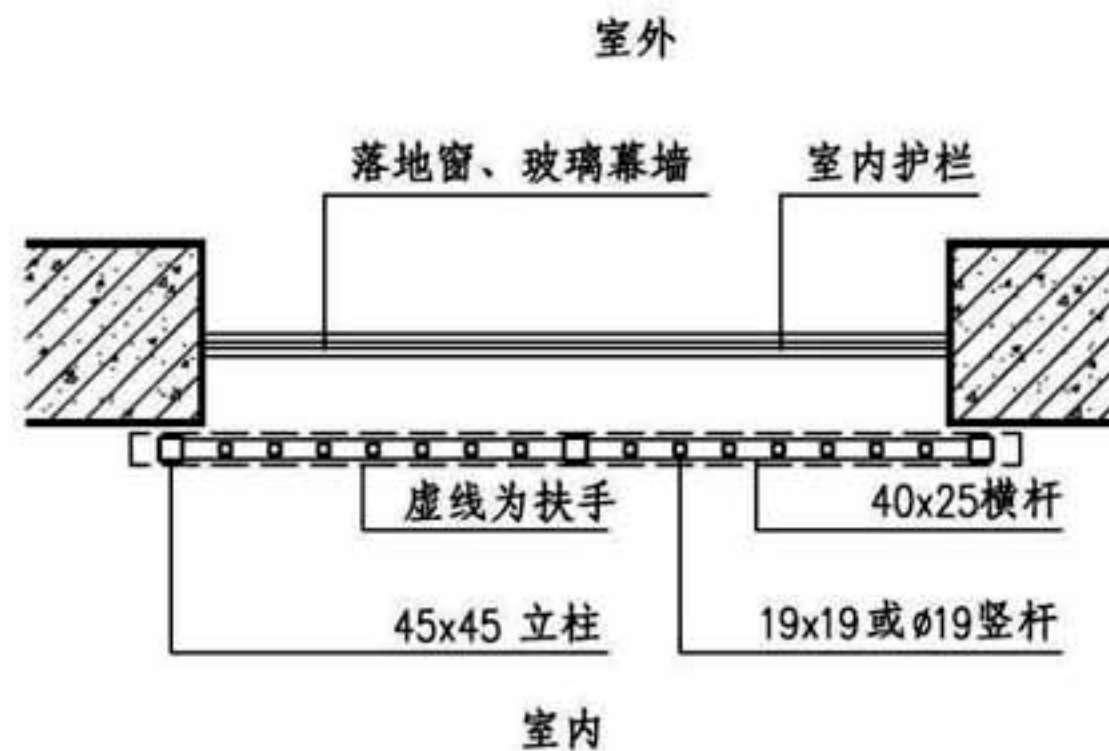 室外
落地窗、玻璃幕墙
室内护栏
虚线为扶手
40x25横杆
45x45 立柱
19x19或ø19竖杆
室内